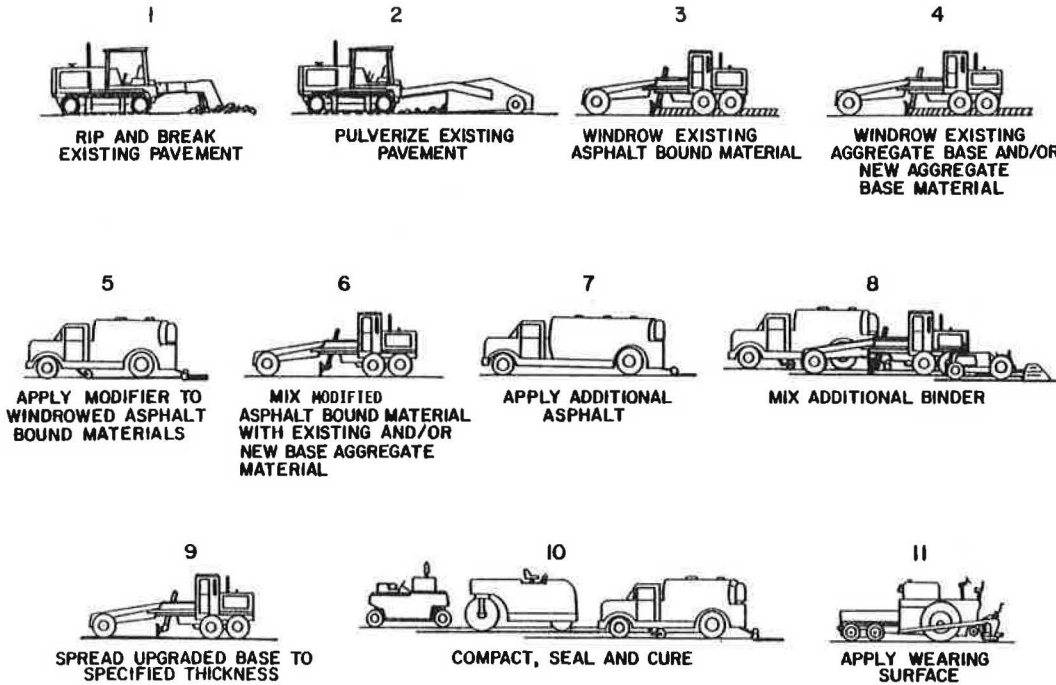 1
2
3
4
RIP AND BREAK
EXISTING PAVEMENT
PULVERIZE EXISTING
PAVEMENT
WINDROW EXISTING
ASPHALT BOUND MATERIAL
WINDROW EXISTING
AGGREGATE BASE AND/OR
NEW AGGREGATE
BASE MATERIAL
5
6
7
8
APPLY MODIFIER TO
WINDROWED ASPHALT
BOUND MATERIALS
MIX MODIFIED
ASPHALT BOUND MATERIAL
WITH EXISTING AND/OR
NEW BASE AGGREGATE
MATERIAL
APPLY ADDITIONAL
ASPHALT
MIX ADDITIONAL BINDER
9
10
11
SPREAD UPGRADED BASE TO
SPECIFIED THICKNESS
COMPACT, SEAL AND CURE
APPLY WEARING
SURFACE